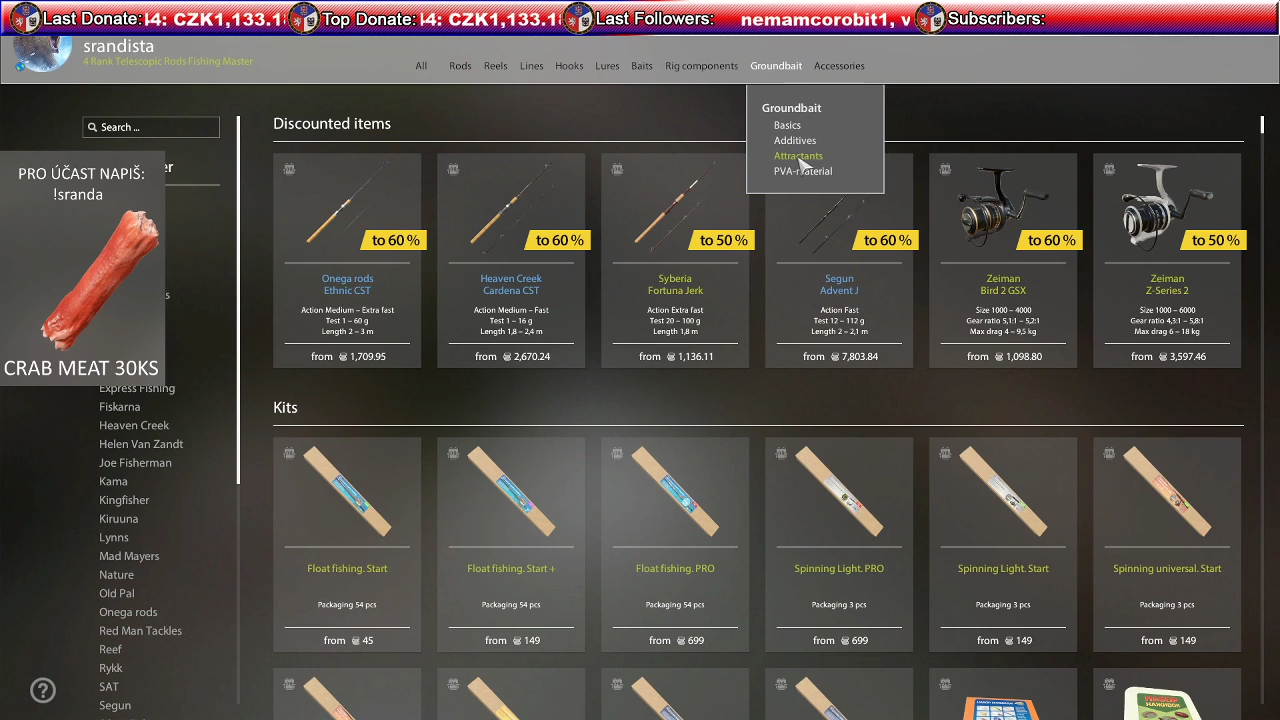 Last Donate: 14: CZK1,133.1 Top Donate: 14: CZK1,133.1 Last Followers: nemamcorobit1, v Subscribers:
srandista
4 Rank Telescopic Rods Fishing Master
All Rods Reels Lines Hooks Lures Baits Rig components Groundbait Accessories
Groundbait
Basics
Additives
Attractants
PVA-material
Search ...
Discounted items
PRO ÚČAST NAPIŠ:
!sranda
CRAB MEAT 30KS
to 60 % to 60 % to 50 % to 60 % to 60 % to 50 %
Onega rods Heaven Creek Syberia Segun Zeiman Zeiman
Ethnic CST Cardena CST Fortuna Jerk Advent J Bird 2 GSX Z-Series 2
Action Medium – Extra fast Action Medium – Fast Action Extra fast Action Fast Size 1000 – 4000 Size 1000 – 6000
Test 1 – 60 g Test 1 – 16 g Test 20 – 100 g Test 12 – 112 g Gear ratio 5,1:1 – 5,2:1 Gear ratio 4,3:1 – 5,8:1
Length 2 – 3 m Length 1,8 – 2,4 m Length 1,8 m Length 2 – 2,1 m Max drag 4 – 9,5 kg Max drag 6 – 18 kg
from 1,709.95 from 2,670.24 from 1,136.11 from 7,803.84 from 1,098.80 from 3,597.46
Express Fishing
Fiskarna
Heaven Creek
Helen Van Zandt
Joe Fisherman
Kama
Kingfisher
Kiruuna
Lynns
Mad Mayers
Nature
Old Pal
Onega rods
Red Man Tackles
Reef
Rykk
SAT
Segun
Kits
Float fishing. Start Float fishing. Start + Float fishing. PRO Spinning Light. PRO Spinning Light. Start Spinning universal. Start
Packaging 54 pcs Packaging 54 pcs Packaging 54 pcs Packaging 3 pcs Packaging 3 pcs Packaging 3 pcs
from 45 from 149 from 699 from 699 from 149 from 149